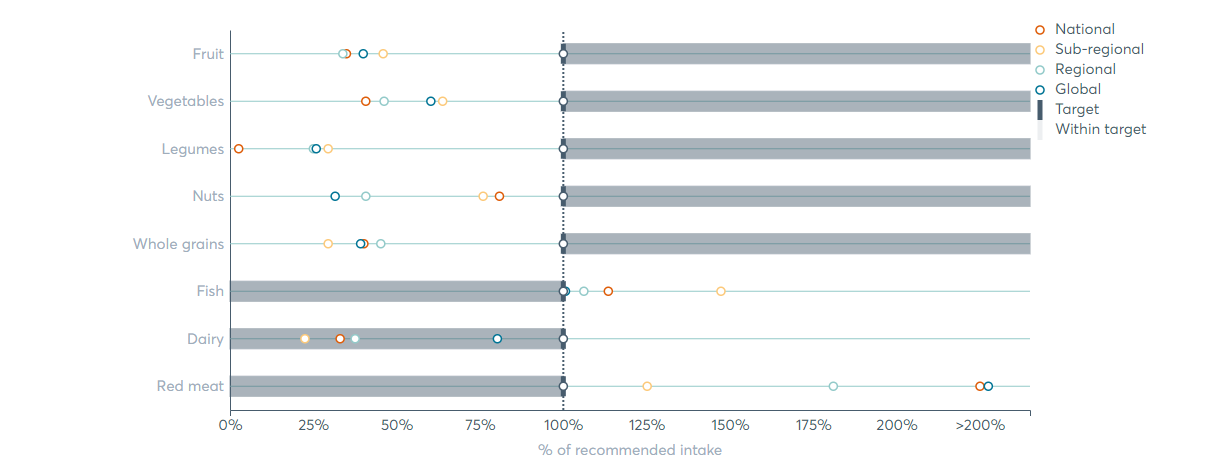 National
Sub-regional
Regional
Global
Target
Within target
Fruit
Vegetables
Legumes
Nuts
Whole grains
Fish
Dairy
Red meat
0% 25% 50% 75% 100% 125% 150% 175% 200% >200%
% of recommended intake